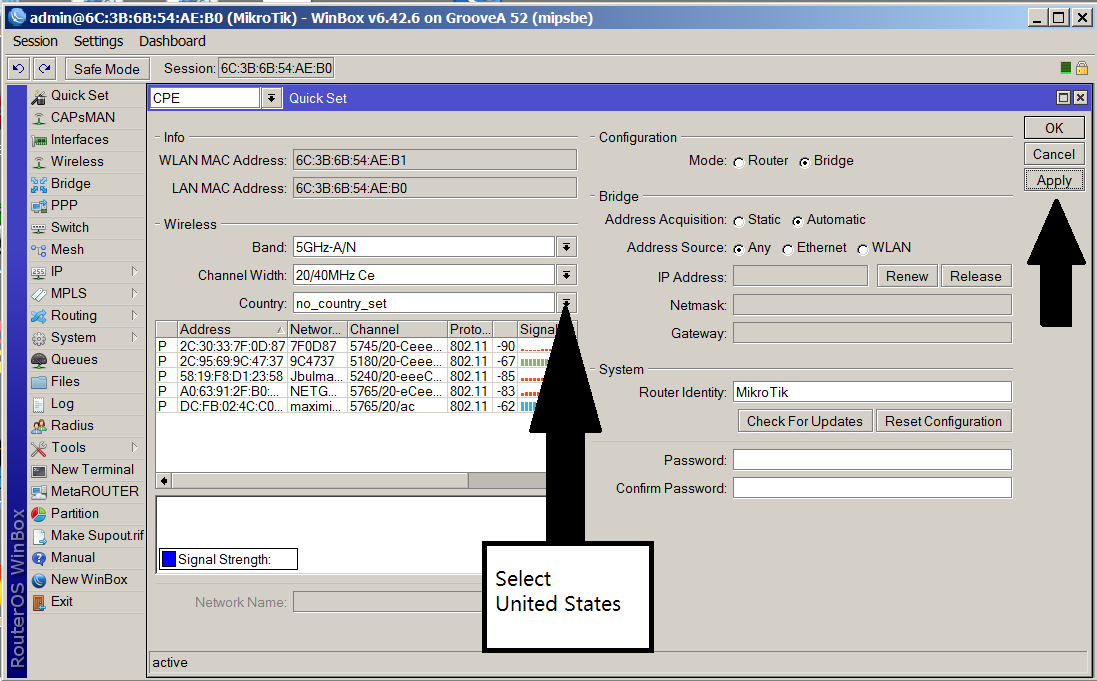 admin@6C:3B:6B:54:AE:B0 (MikroTik) - WinBox v6.42.6 on GrooveA 52 (mipsbe)
Session Settings Dashboard
Safe Mode Session: 6C:3B:6B:54:AE:B0
Quick Set
CAPsMAN
Interfaces
Wireless
Bridge
PPP
Switch
Mesh
IP
MPLS
Routing
System
Queues
Files
Log
Radius
Tools
New Terminal
MetaROUTER
Partition
Make Supout.rif
Manual
New WinBox
Exit
RouterOS WinBox
CPE Quick Set
Info
WLAN MAC Address: 6C:3B:6B:54:AE:B1
LAN MAC Address: 6C:3B:6B:54:AE:B0
Wireless
Band: 5GHz-A/N
Channel Width: 20/40MHz Ce
Country: no_country_set
Address Networ... Channel Proto... Signal
P 2C:30:33:7F:0D:87 7F0D87 5745/20-Ceee... 802.11 -90
P 2C:95:69:9C:47:37 9C4737 5180/20-Ceee... 802.11 -67
P 58:19:F8:D1:23:58 Jbulma... 5240/20-eeeC... 802.11 -85
P A0:63:91:2F:B0:... NETG... 5765/20-eCee... 802.11 -83
P DC:FB:02:4C:C0... maximi... 5765/20/ac 802.11 -62
Signal Strength:
Network Name:
Select
United States
Configuration
Mode: Router Bridge
Bridge
Address Acquisition: Static Automatic
Address Source: Any Ethernet WLAN
IP Address: Renew Release
Netmask:
Gateway:
System
Router Identity: MikroTik
Check For Updates Reset Configuration
Password:
Confirm Password:
OK
Cancel
Apply
active